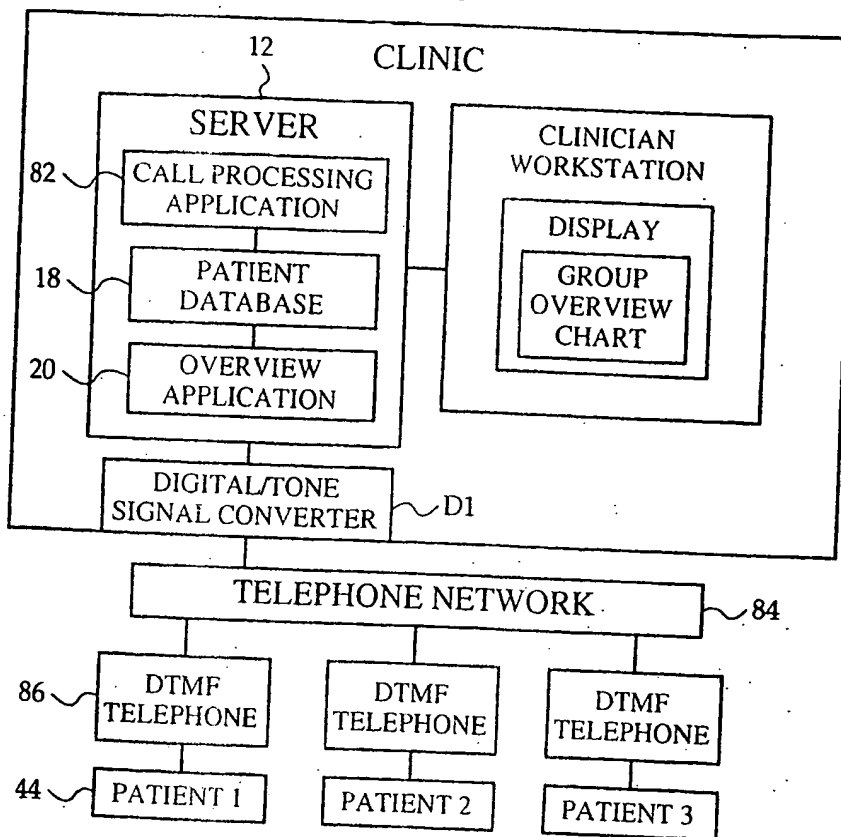 CLINIC
12
SERVER
82
CALL PROCESSING
APPLICATION
18
PATIENT
DATABASE
20
OVERVIEW
APPLICATION
CLINICIAN
WORKSTATION
DISPLAY
GROUP
OVERVIEW
CHART
DIGITAL/TONE
SIGNAL CONVERTER
D1
TELEPHONE NETWORK
84
86
DTMF
TELEPHONE
DTMF
TELEPHONE
DTMF
TELEPHONE
44
PATIENT 1
PATIENT 2
PATIENT 3